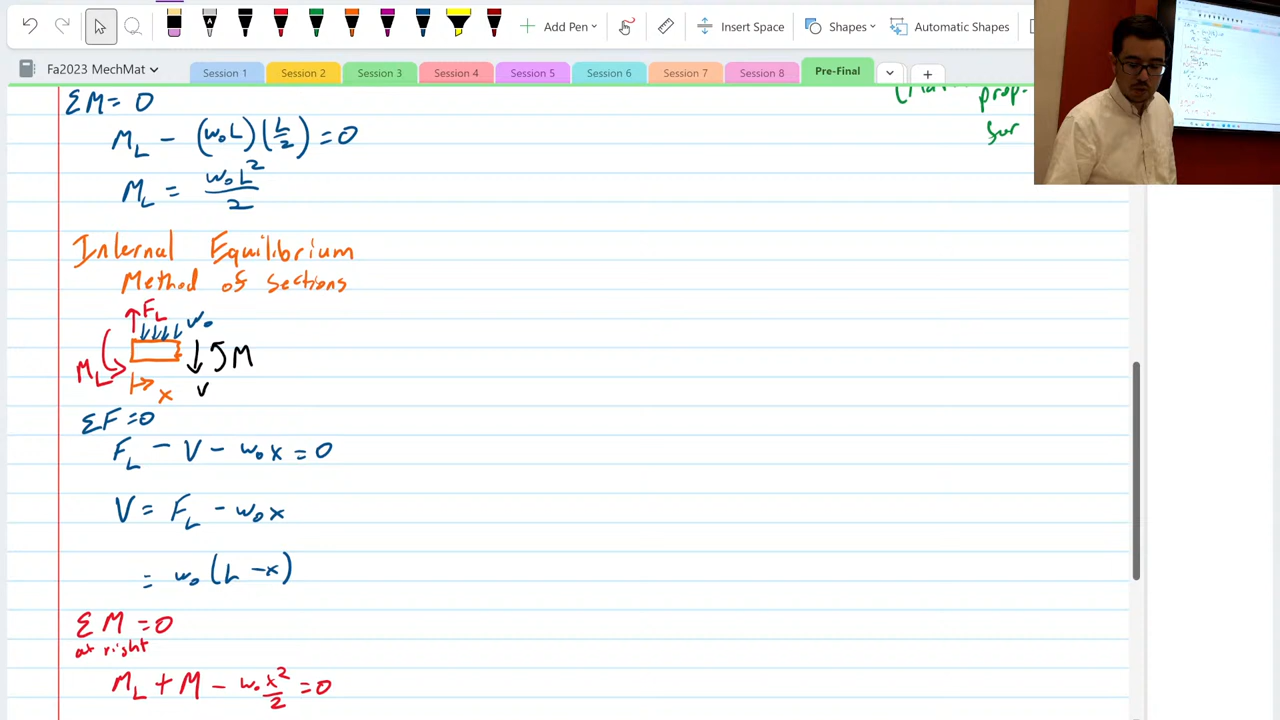 Add Pen
Insert Space
Shapes
Automatic Shapes
Fa2023 MechMat
Session 1
Session 2
Session 3
Session 4
Session 5
Session 6
Session 7
Session 8
Pre-Final
prop-
sur
ΣM = 0
M_L - (w₀L)(L/2) = 0
M_L = w₀L²/2
Internal Equilibrium
Method of sections
F_L
w₀
M_L
M
x
V
ΣF = 0
F_L - V - w₀x = 0
V = F_L - w₀x
= w₀(L - x)
ΣM = 0
at right
M_L + M - w₀ x²/2 = 0